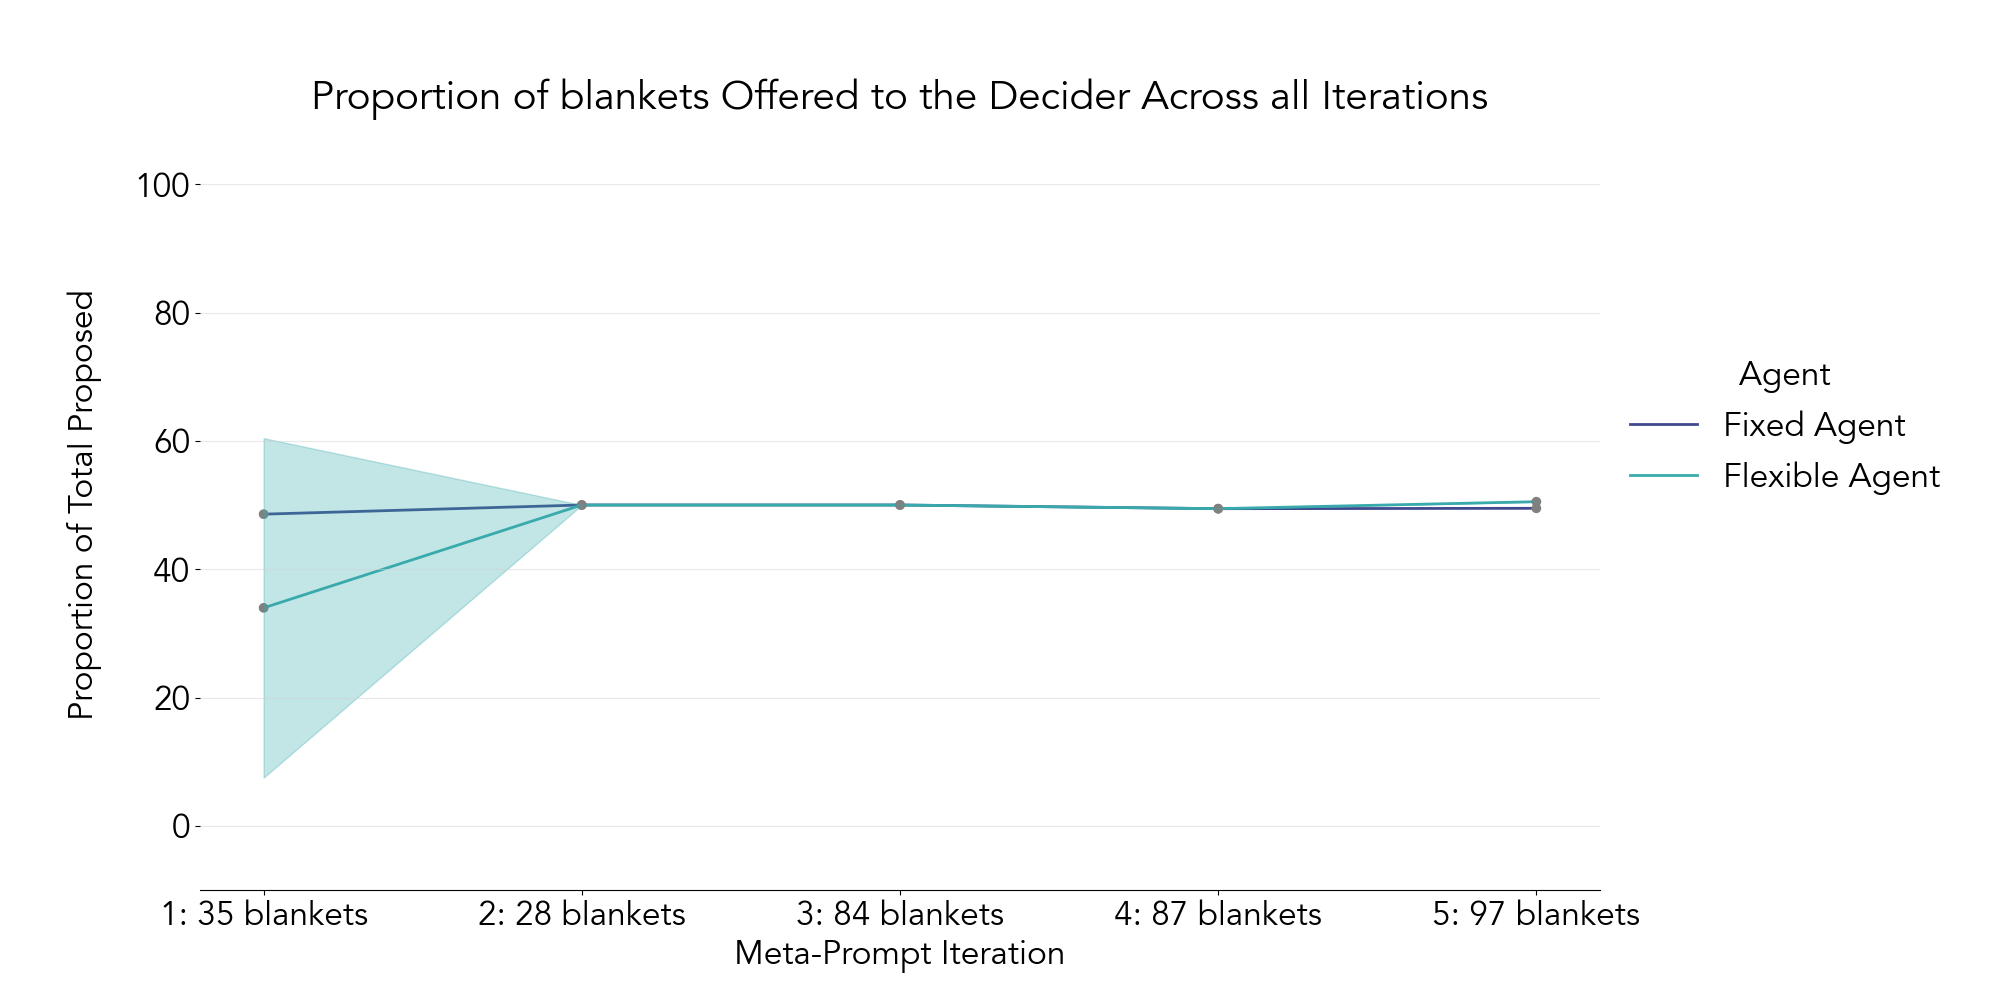 Proportion of blankets Offered to the Decider Across all Iterations
100
80
60
40
20
0
Proportion of Total Proposed
1: 35 blankets
2: 28 blankets
3: 84 blankets
4: 87 blankets
5: 97 blankets
Meta-Prompt Iteration
Agent
Fixed Agent
Flexible Agent